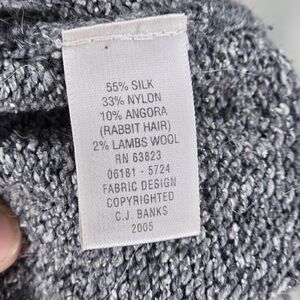 55% SILK
33% NYLON
10% ANGORA
(RABBIT HAIR)
2% LAMBS WOOL
RN 63823
06181 - 5724
FABRIC DESIGN
COPYRIGHTED
C.J. BANKS
2005